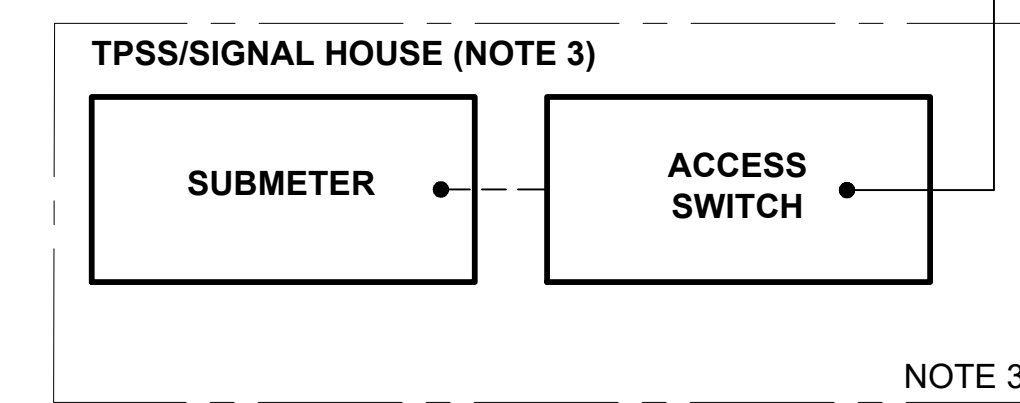 TPSS/SIGNAL HOUSE (NOTE 3)
SUBMETER
ACCESS
SWITCH
NOTE 3